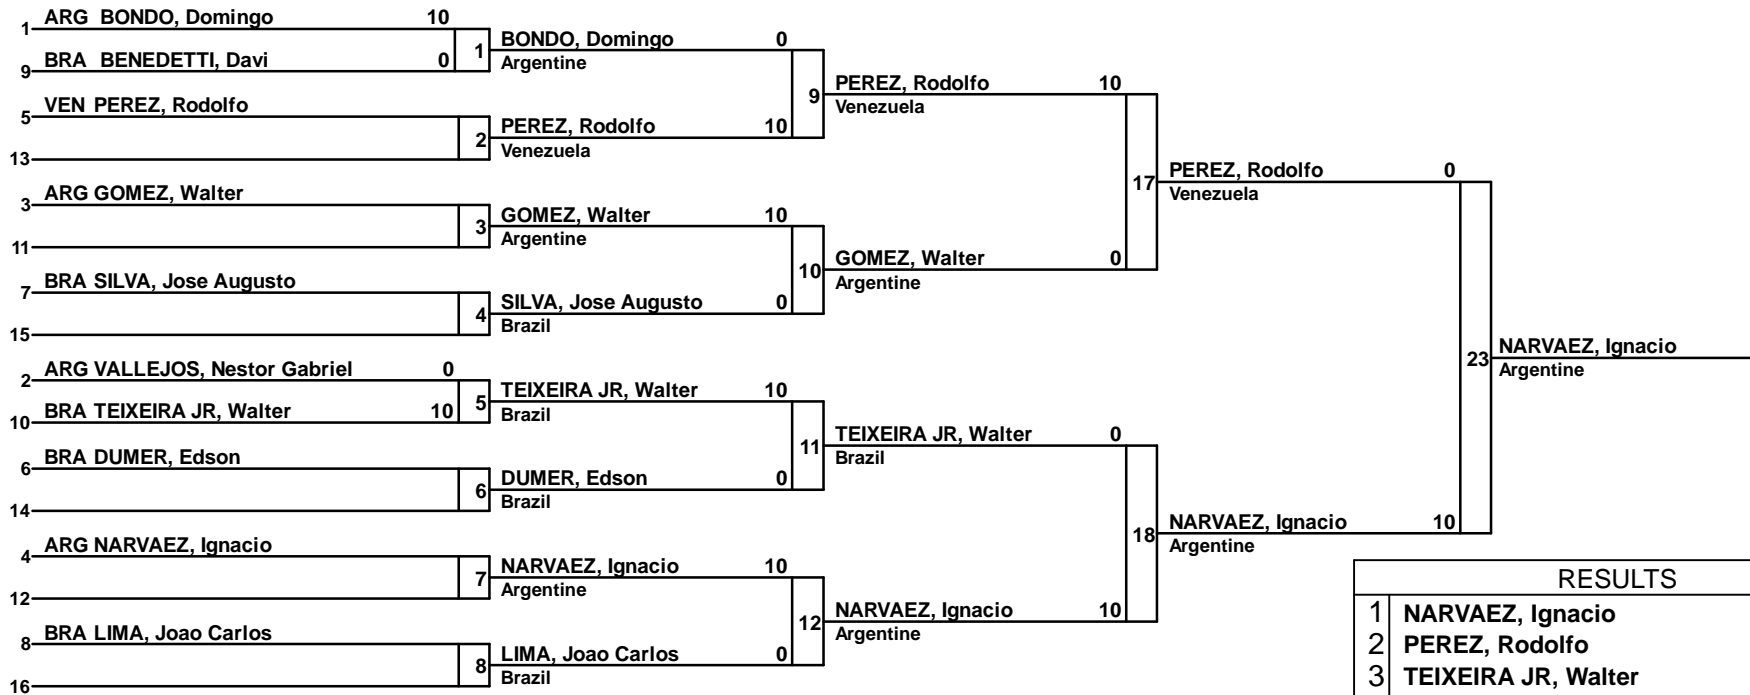 1 ARG BONDO, Domingo 10
9 BRA BENEDETTI, Davi 0
1 BONDO, Domingo 0
Argentine
5 VEN PEREZ, Rodolfo
13
2 PEREZ, Rodolfo 10
Venezuela
9 PEREZ, Rodolfo 10
Venezuela
3 ARG GOMEZ, Walter
11
3 GOMEZ, Walter 10
Argentine
7 BRA SILVA, Jose Augusto
15
4 SILVA, Jose Augusto 0
Brazil
10 GOMEZ, Walter 0
Argentine
17 PEREZ, Rodolfo 0
Venezuela
2 ARG VALLEJOS, Nestor Gabriel 0
10 BRA TEIXEIRA JR, Walter 10
5 TEIXEIRA JR, Walter 10
Brazil
6 BRA DUMER, Edson
14
6 DUMER, Edson 0
Brazil
11 TEIXEIRA JR, Walter 0
Brazil
4 ARG NARVAEZ, Ignacio
12
7 NARVAEZ, Ignacio 10
Argentine
8 BRA LIMA, Joao Carlos
16
8 LIMA, Joao Carlos 0
Brazil
12 NARVAEZ, Ignacio 10
Argentine
18 NARVAEZ, Ignacio 10
Argentine
23 NARVAEZ, Ignacio
Argentine
RESULTS
1 NARVAEZ, Ignacio
2 PEREZ, Rodolfo
3 TEIXEIRA JR, Walter